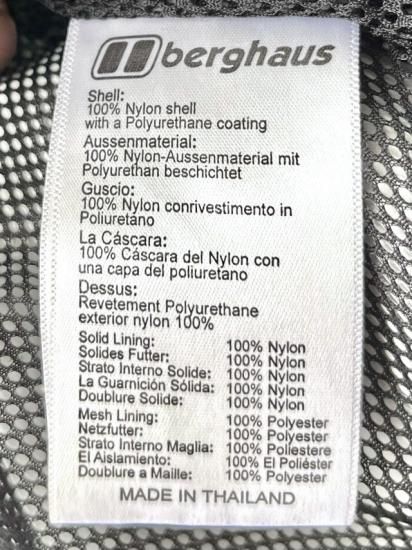 berghaus
Shell:
100% Nylon shell
with a Polyurethane coating
Aussenmaterial:
100% Nylon-Aussenmaterial mit
Polyurethan beschichtet
Guscio:
100% Nylon conrivestimento in
Poliuretano
La Cáscara:
100% Cáscara del Nylon con
una capa del poliuretano
Dessus:
Revetement Polyurethane
exterior nylon 100%
Solid Lining: 100% Nylon
Solides Futter: 100% Nylon
Strato Interno Solide: 100% Nylon
La Guarnición Sólida: 100% Nylon
Doublure Solide: 100% Nylon
Mesh Lining: 100% Polyester
Netzfutter: 100% Polyester
Strato Interno Maglia: 100% Poliestere
El Aislamiento: 100% El Poliéster
Doublure a Maille: 100% Polyester
MADE IN THAILAND